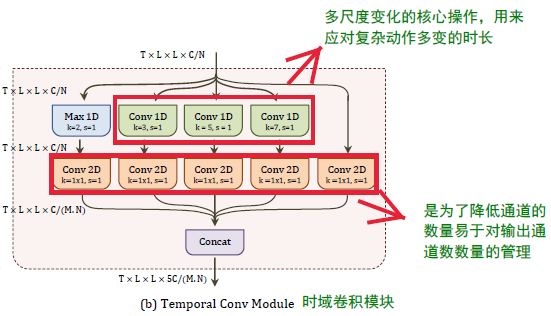 多尺度变化的核心操作，用来
应对复杂动作多变的时长
T × L × L × C/N
T × L × L × C/N
Max 1D
k=2, s=1
Conv 1D
k=3, s=1
Conv 1D
k = 5, s = 1
Conv 1D
k=7, s=1
T × L × L × C/N
Conv 2D
k=1x1, s=1
Conv 2D
k=1x1, s=1
Conv 2D
k=1x1, s=1
Conv 2D
k=1x1, s=1
Conv 2D
k=1x1, s=1
T × L × L × C/(M.N)
是为了降低通道的
数量易于对输出通
道数数量的管理
Concat
T × L × L × 5C/(M.N)
(b) Temporal Conv Module 时域卷积模块